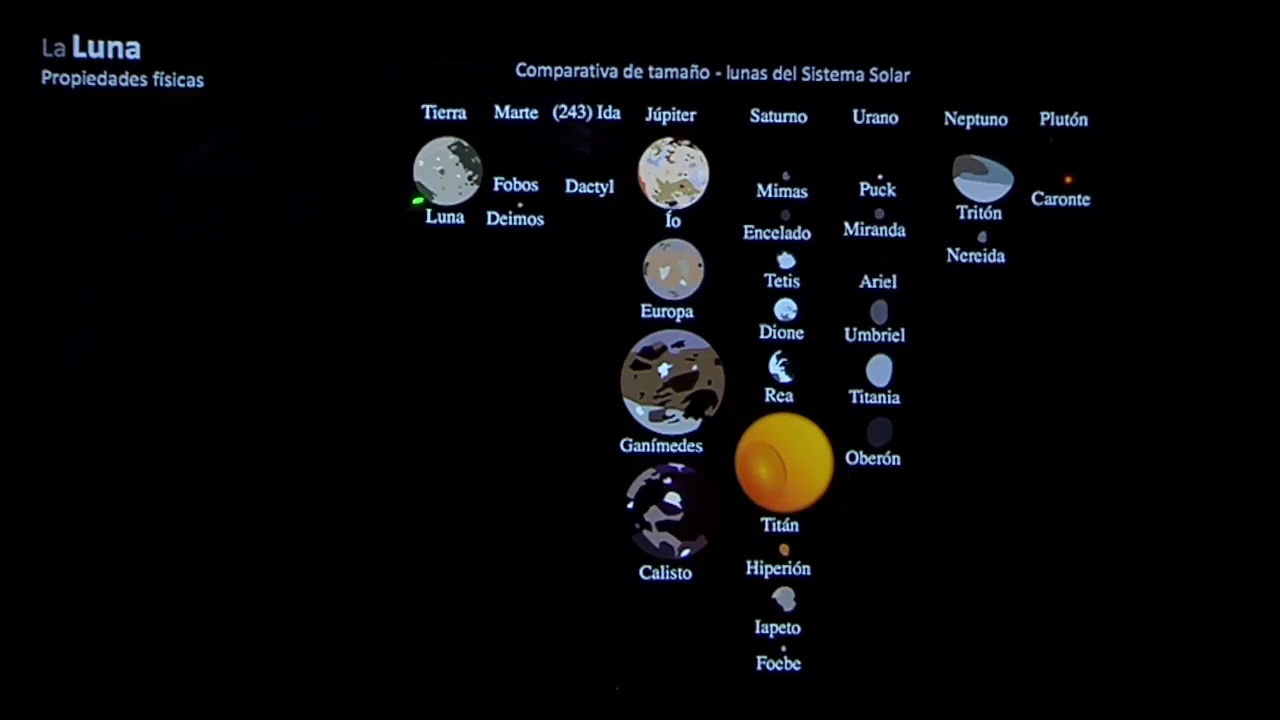 La Luna
Propiedades físicas
Comparativa de tamaño - lunas del Sistema Solar
Tierra Marte (243) Ida Júpiter Saturno Urano Neptuno Plutón
Luna
Fobos
Deimos
Dactyl
Ío
Europa
Ganímedes
Calisto
Mimas
Encelado
Tetis
Dione
Rea
Titán
Hiperión
Iapeto
Foebe
Puck
Miranda
Ariel
Umbriel
Titania
Oberón
Tritón
Nereida
Caronte